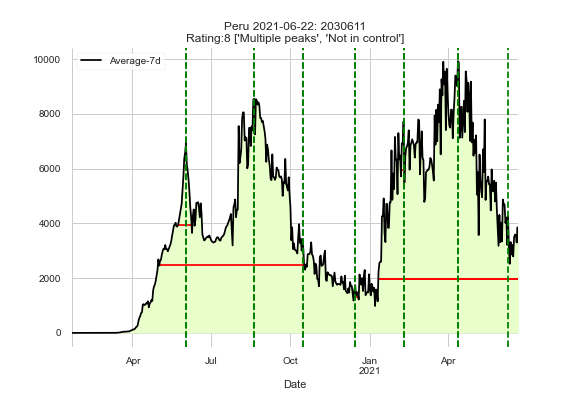 Peru 2021-06-22: 2030611
Rating:8 ['Multiple peaks', 'Not in control']
Average-7d
10000
8000
6000
4000
2000
0
Apr
Jul
Oct
Jan
2021
Apr
Date